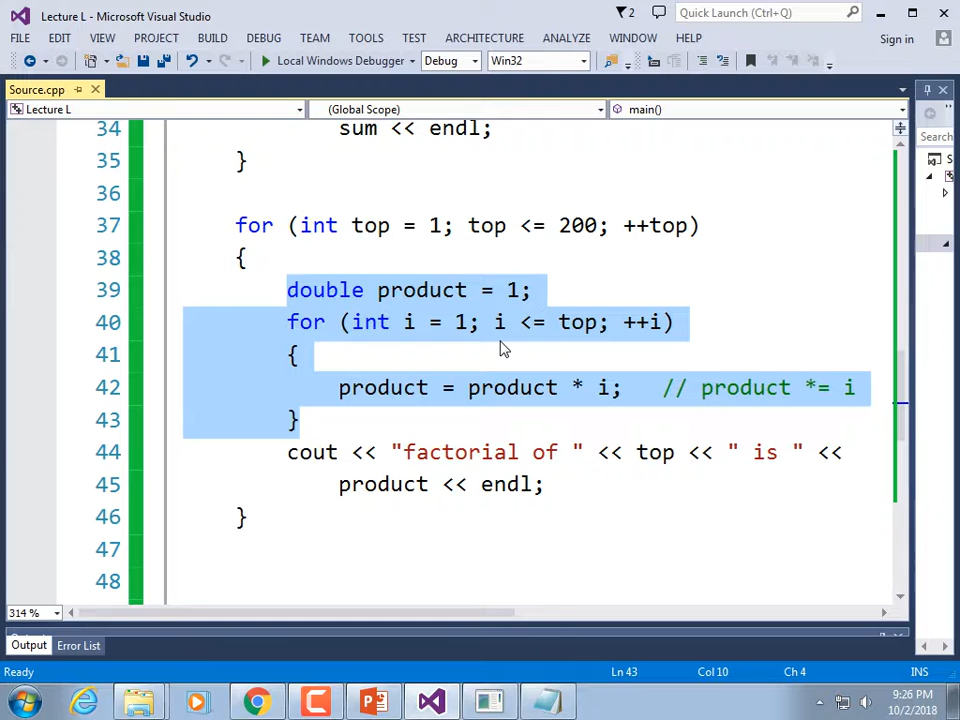 Lecture L - Microsoft Visual Studio
2
Quick Launch (Ctrl+Q)
FILE EDIT VIEW PROJECT BUILD DEBUG TEAM TOOLS TEST ARCHITECTURE ANALYZE WINDOW HELP Sign in
Local Windows Debugger Debug Win32
Source.cpp
Lecture L (Global Scope) main()
Search
34 sum << endl;
35 }
36
37 for (int top = 1; top <= 200; ++top)
38 {
39 double product = 1;
40 for (int i = 1; i <= top; ++i)
41 {
42 product = product * i; // product *= i
43 }
44 cout << "factorial of " << top << " is " <<
45 product << endl;
46 }
47
48
314 %
Output Error List
Ready Ln 43 Col 10 Ch 4 INS
9:26 PM
10/2/2018